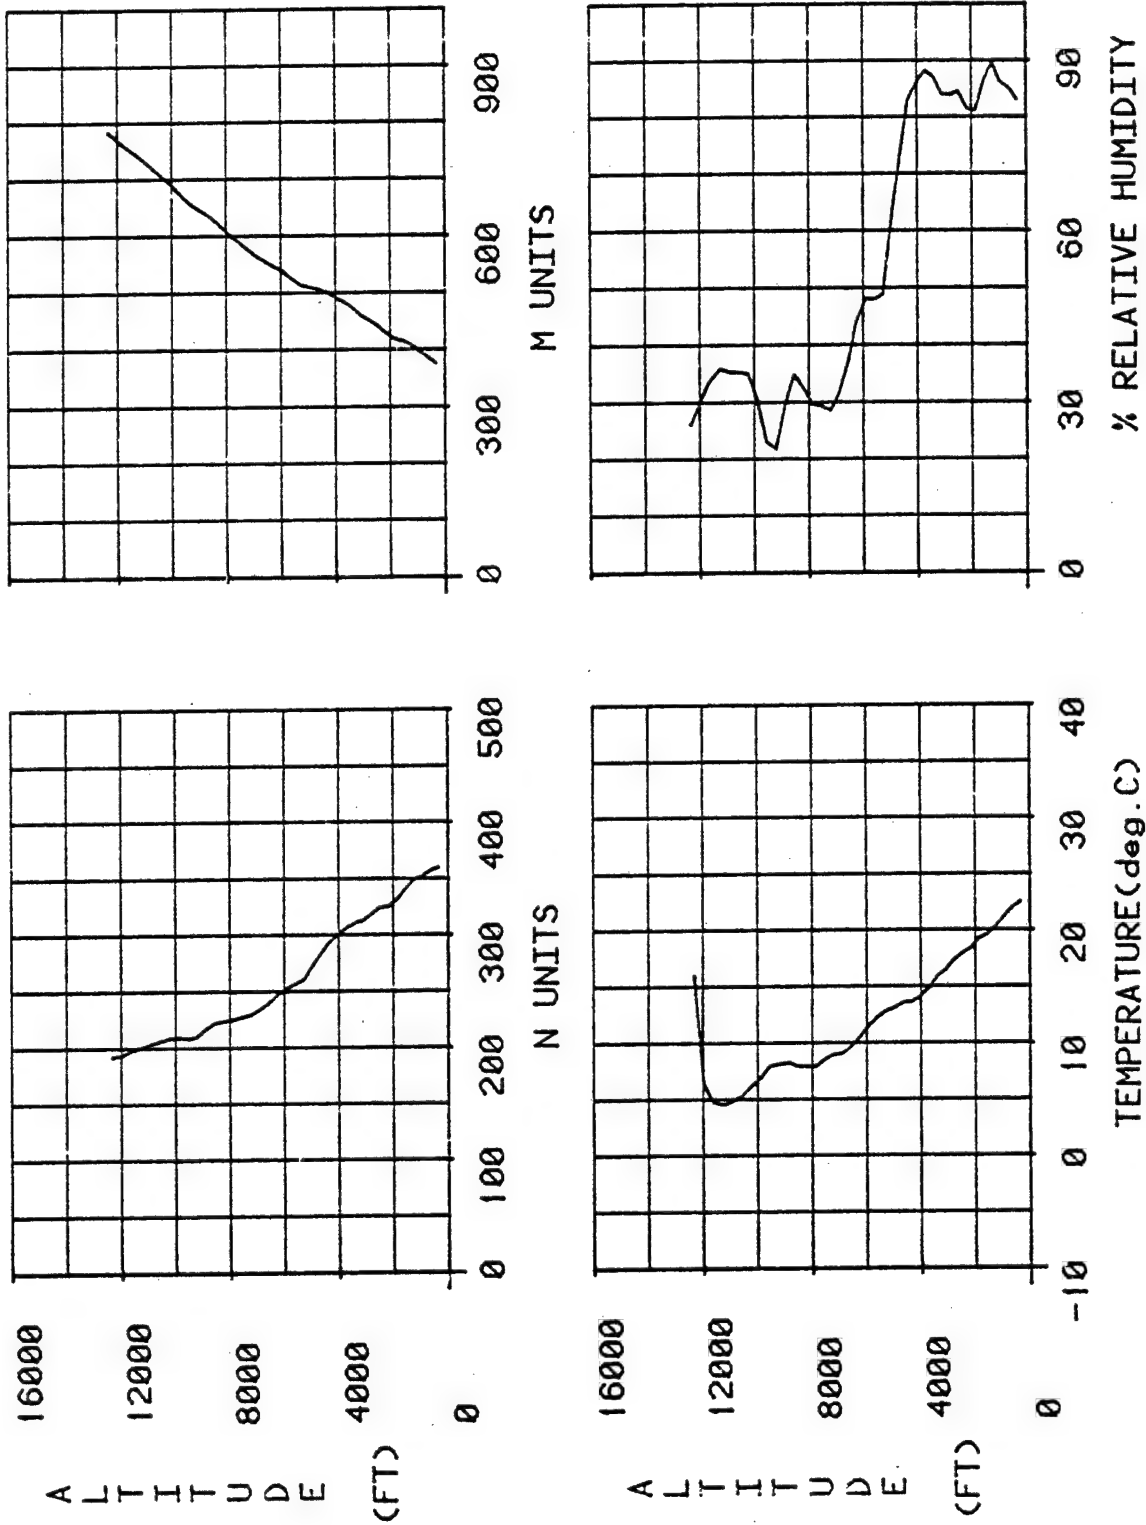 ALTITUDE
(FT)
16000
12000
8000
4000
0
0 100 200 300 400 500
N UNITS
0 300 600 900
M UNITS
ALTITUDE
(FT)
16000
12000
8000
4000
0
-10 0 10 20 30 40
TEMPERATURE(deg.C)
0 30 60 90
% RELATIVE HUMIDITY